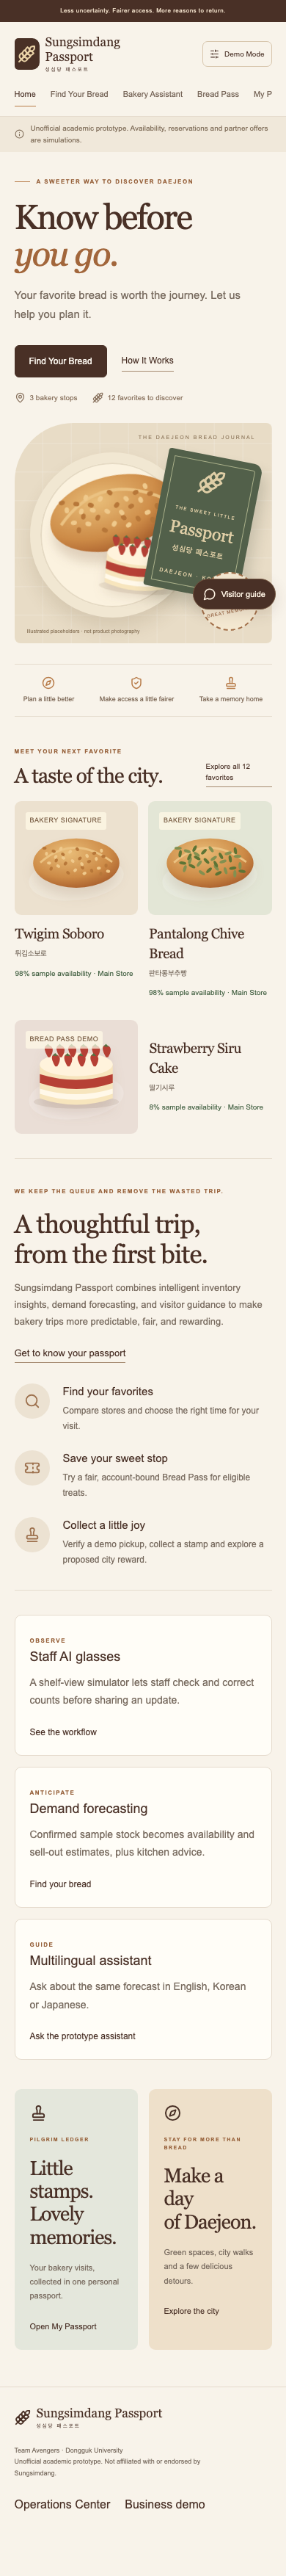 Less uncertainty. Fairer access. More reasons to return.
Sungsimdang
Passport
성심당 패스포트
Demo Mode
Home Find Your Bread Bakery Assistant Bread Pass My P
Unofficial academic prototype. Availability, reservations and partner offers
are simulations.
A SWEETER WAY TO DISCOVER DAEJEON
Know before
you go.
Your favorite bread is worth the journey. Let us
help you plan it.
Find Your Bread
How It Works
3 bakery stops
12 favorites to discover
THE DAEJEON BREAD JOURNAL
THE SWEET LITTLE
Passport
성심당 패스포트
DAEJEON
Visitor guide
Illustrated placeholders · not product photography
Plan a little better
Make access a little fairer
Take a memory home
MEET YOUR NEXT FAVORITE
A taste of the city.
Explore all 12
favorites
BAKERY SIGNATURE
Twigim Soboro
튀김소보로
98% sample availability · Main Store
BAKERY SIGNATURE
Pantalong Chive
Bread
판타롱부추빵
98% sample availability · Main Store
BREAD PASS DEMO
Strawberry Siru
Cake
딸기시루
8% sample availability · Main Store
WE KEEP THE QUEUE AND REMOVE THE WASTED TRIP.
A thoughtful trip,
from the first bite.
Sungsimdang Passport combines intelligent inventory
insights, demand forecasting, and visitor guidance to make
bakery trips more predictable, fair, and rewarding.
Get to know your passport
Find your favorites
Compare stores and choose the right time for your
visit.
Save your sweet stop
Try a fair, account-bound Bread Pass for eligible
treats.
Collect a little joy
Verify a demo pickup, collect a stamp and explore a
proposed city reward.
OBSERVE
Staff AI glasses
A shelf-view simulator lets staff check and correct
counts before sharing an update.
See the workflow
ANTICIPATE
Demand forecasting
Confirmed sample stock becomes availability and
sell-out estimates, plus kitchen advice.
Find your bread
GUIDE
Multilingual assistant
Ask about the same forecast in English, Korean
or Japanese.
Ask the prototype assistant
PILGRIM LEDGER
Little
stamps.
Lovely
memories.
Your bakery visits,
collected in one personal
passport.
Open My Passport
STAY FOR MORE THAN
BREAD
Make a
day
of Daejeon.
Green spaces, city walks
and a few delicious
detours.
Explore the city
Sungsimdang Passport
성심당 패스포트
Team Avengers · Dongguk University
Unofficial academic prototype. Not affiliated with or endorsed by
Sungsimdang.
Operations Center Business demo